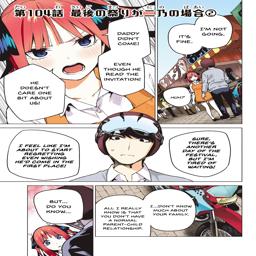 第104話 最後の祭りが二乃の場合②
I'M NOT
GOING.
IT'S
FINE.
DADDY
DIDN'T
COME!
EVEN
THOUGH HE
READ THE
INVITATION!
HE
DOESN'T
CARE ONE
BIT ABOUT
US!
HUH?
SURE,
THERE'S
ANOTHER
DAY OF THE
FESTIVAL,
BUT I'M
TIRED OF
WAITING!
I FEEL LIKE I'M
ABOUT TO START
REGRETTING
EVEN WISHING
HE'D COME IN THE
FIRST PLACE!
I DON'T KNOW
MUCH ABOUT
YOUR FAMILY.
ALL I REALLY
KNOW IS THAT
YOU DON'T
HAVE A NORMAL
PARENT-CHILD
RELATIONSHIP.
BUT...
DO YOU
KNOW...